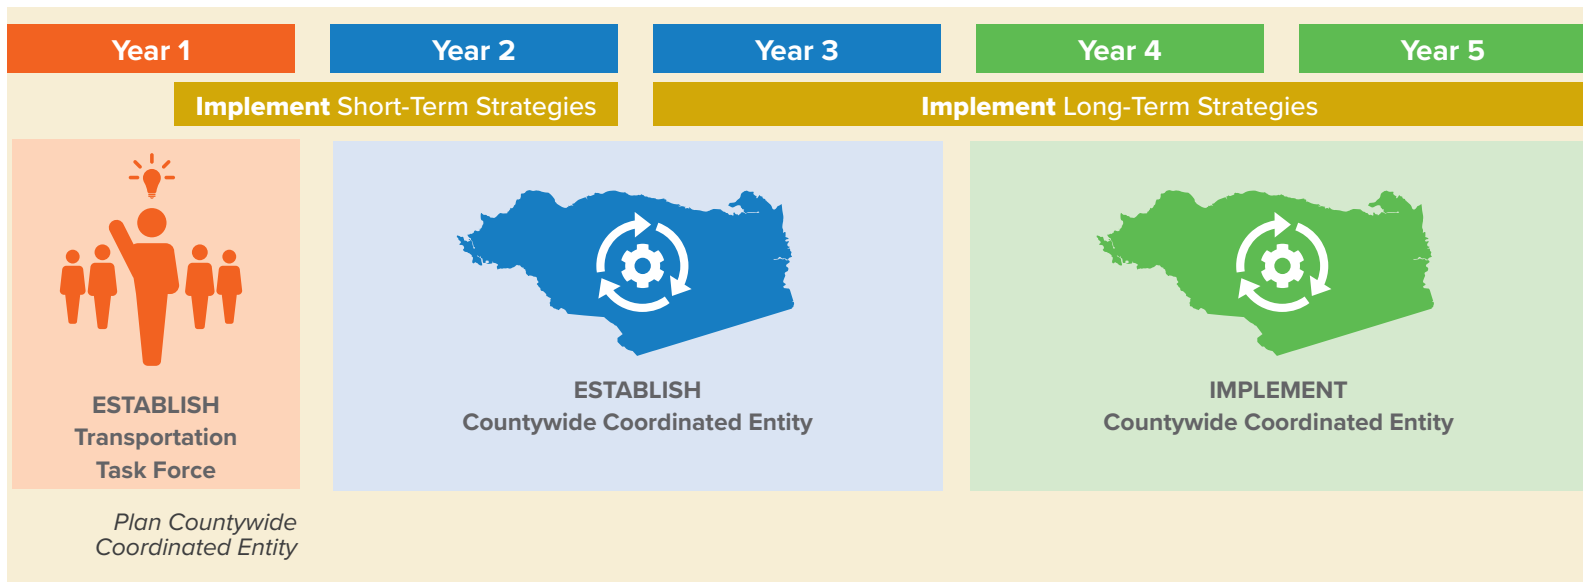 Year 1
Year 2
Year 3
Year 4
Year 5
Implement Short-Term Strategies
Implement Long-Term Strategies
ESTABLISH
Transportation
Task Force
Plan Countywide
Coordinated Entity
ESTABLISH
Countywide Coordinated Entity
IMPLEMENT
Countywide Coordinated Entity